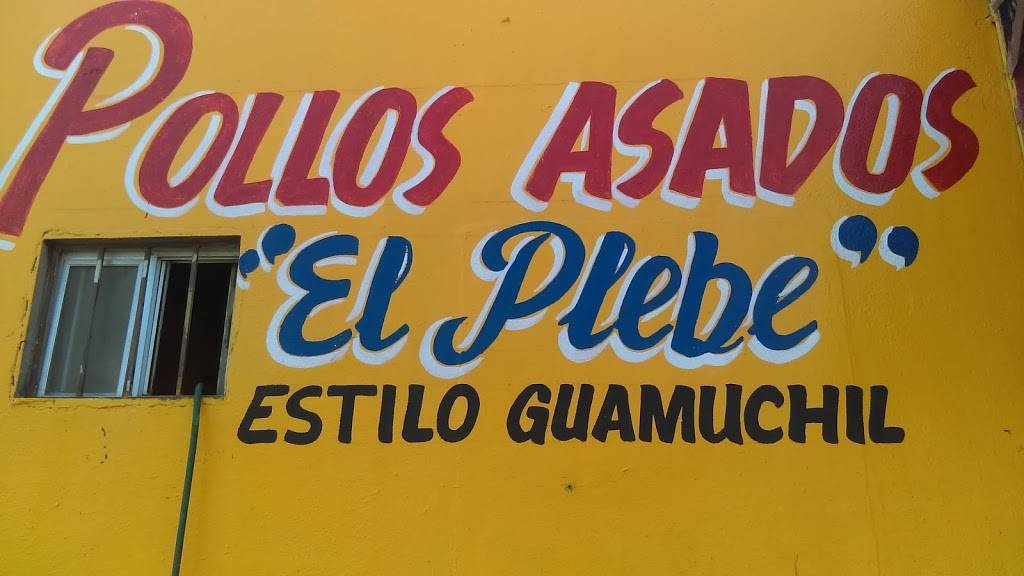 POLLOS ASADOS
"El Plebe"
ESTILO GUAMUCHIL